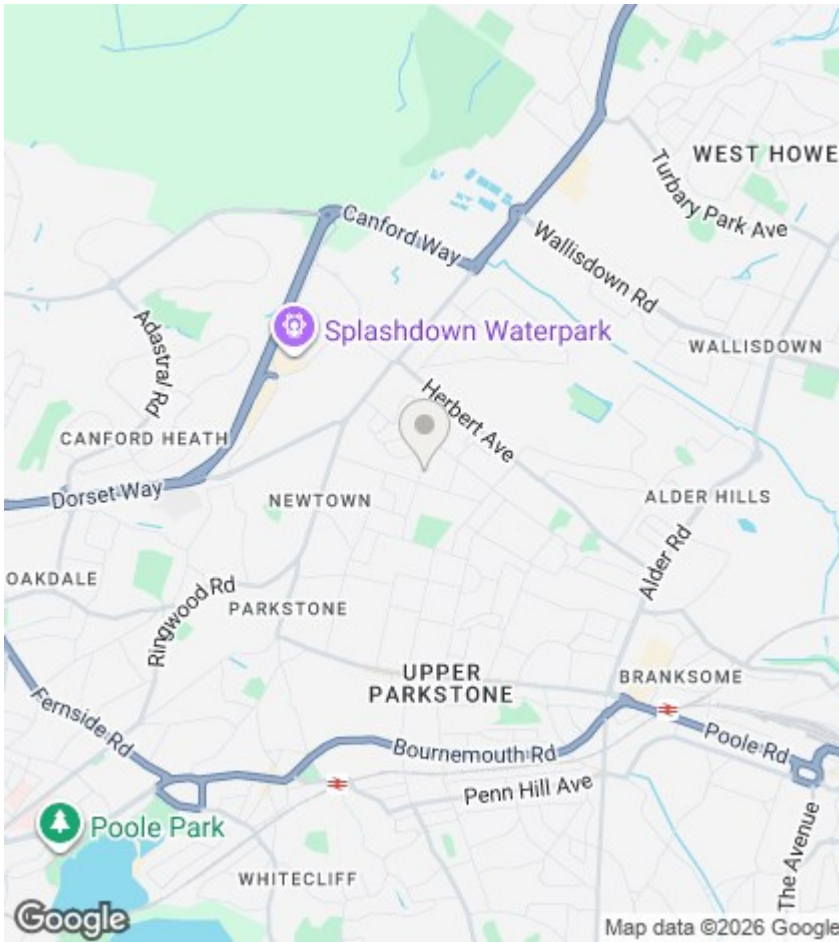 WEST HOWE
Turbary Park Ave
Canford Way
Wallisdown Rd
Adastral Rd
Splashdown Waterpark
WALLISDOWN
Herbert Ave
CANFORD HEATH
Dorset Way
NEWTOWN
ALDER HILLS
Alder Rd
OAKDALE
Ringwood Rd
PARKSTONE
UPPER
PARKSTONE
BRANKSOME
Fernside Rd
Bournemouth Rd
Poole Rd
Penn Hill Ave
Poole Park
The Avenue
WHITECLIFF
Google
Map data ©2026 Google